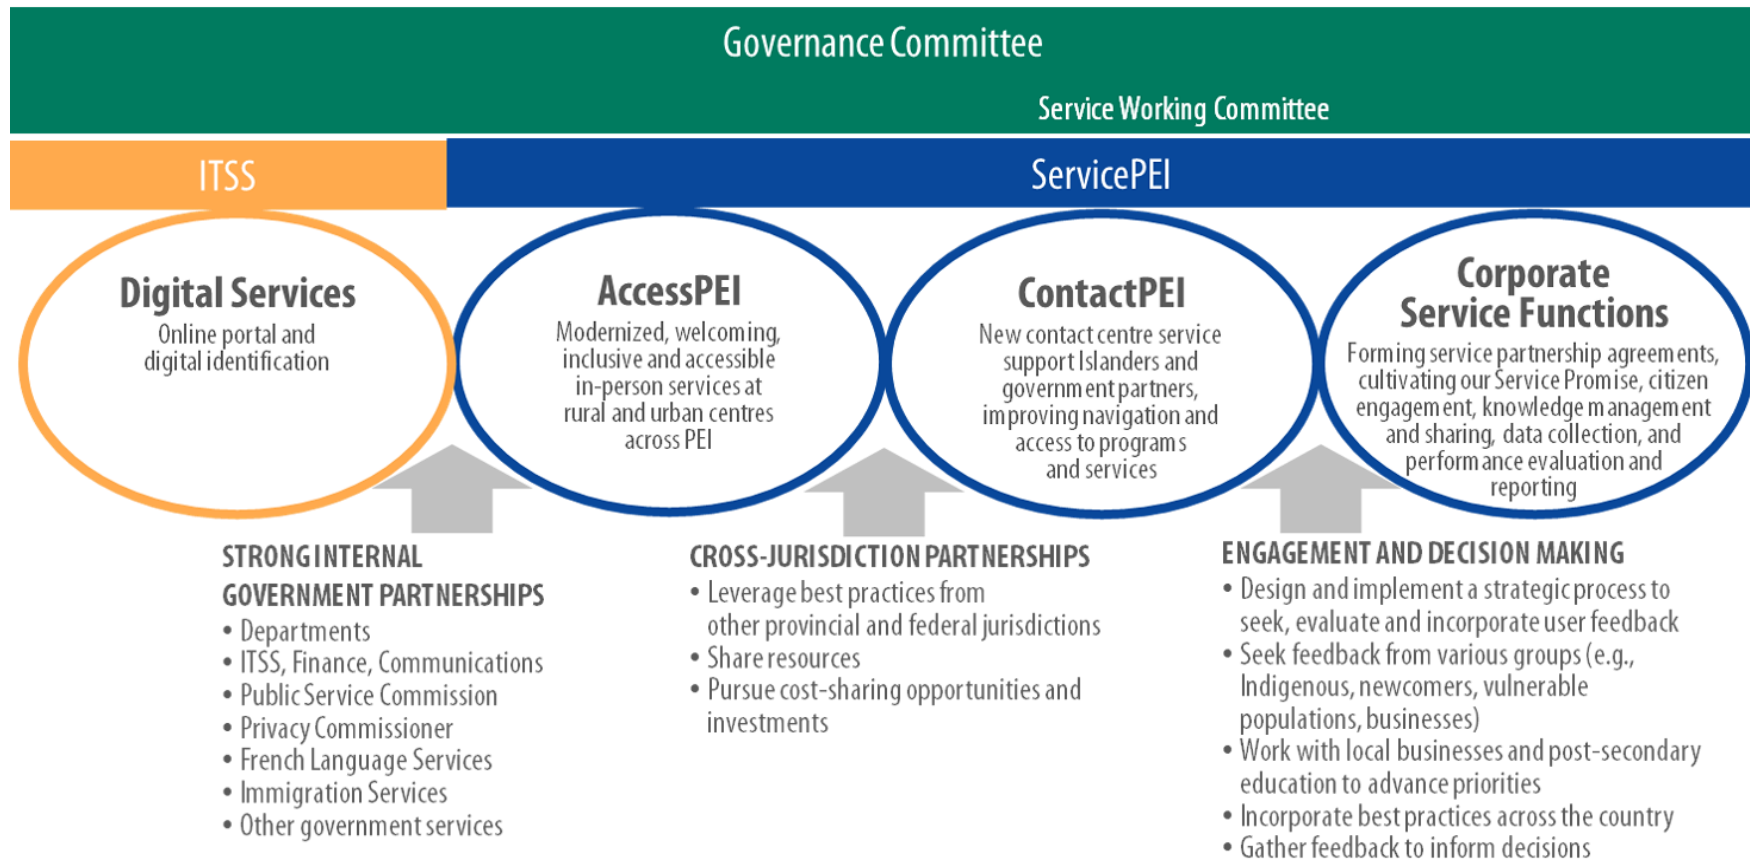 Governance Committee
Service Working Committee
ITSS
ServicePEI
Digital Services
Online portal and
digital identification
AccessPEI
Modernized, welcoming,
inclusive and accessible
in-person services at
rural and urban centres
across PEI
ContactPEI
New contact centre service
support Islanders and
government partners,
improving navigation and
access to programs
and services
Corporate
Service Functions
Forming service partnership agreements,
cultivating our Service Promise, citizen
engagement, knowledge management
and sharing, data collection, and
performance evaluation and
reporting
STRONG INTERNAL
GOVERNMENT PARTNERSHIPS
• Departments
• ITSS, Finance, Communications
• Public Service Commission
• Privacy Commissioner
• French Language Services
• Immigration Services
• Other government services
CROSS-JURISDICTION PARTNERSHIPS
• Leverage best practices from
other provincial and federal jurisdictions
• Share resources
• Pursue cost-sharing opportunities and
investments
ENGAGEMENT AND DECISION MAKING
• Design and implement a strategic process to
seek, evaluate and incorporate user feedback
• Seek feedback from various groups (e.g.,
Indigenous, newcomers, vulnerable
populations, businesses)
• Work with local businesses and post-secondary
education to advance priorities
• Incorporate best practices across the country
• Gather feedback to inform decisions